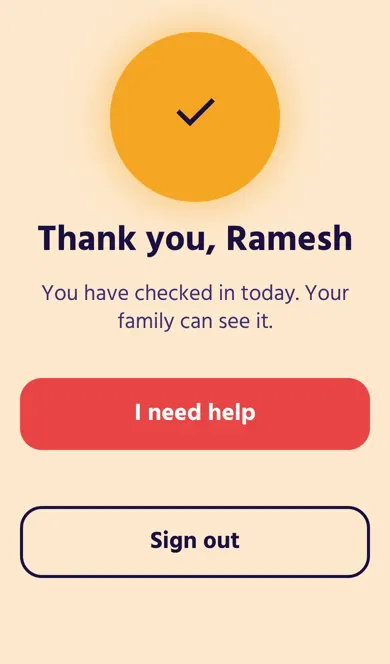 Thank you, Ramesh
You have checked in today. Your
family can see it.
I need help
Sign out